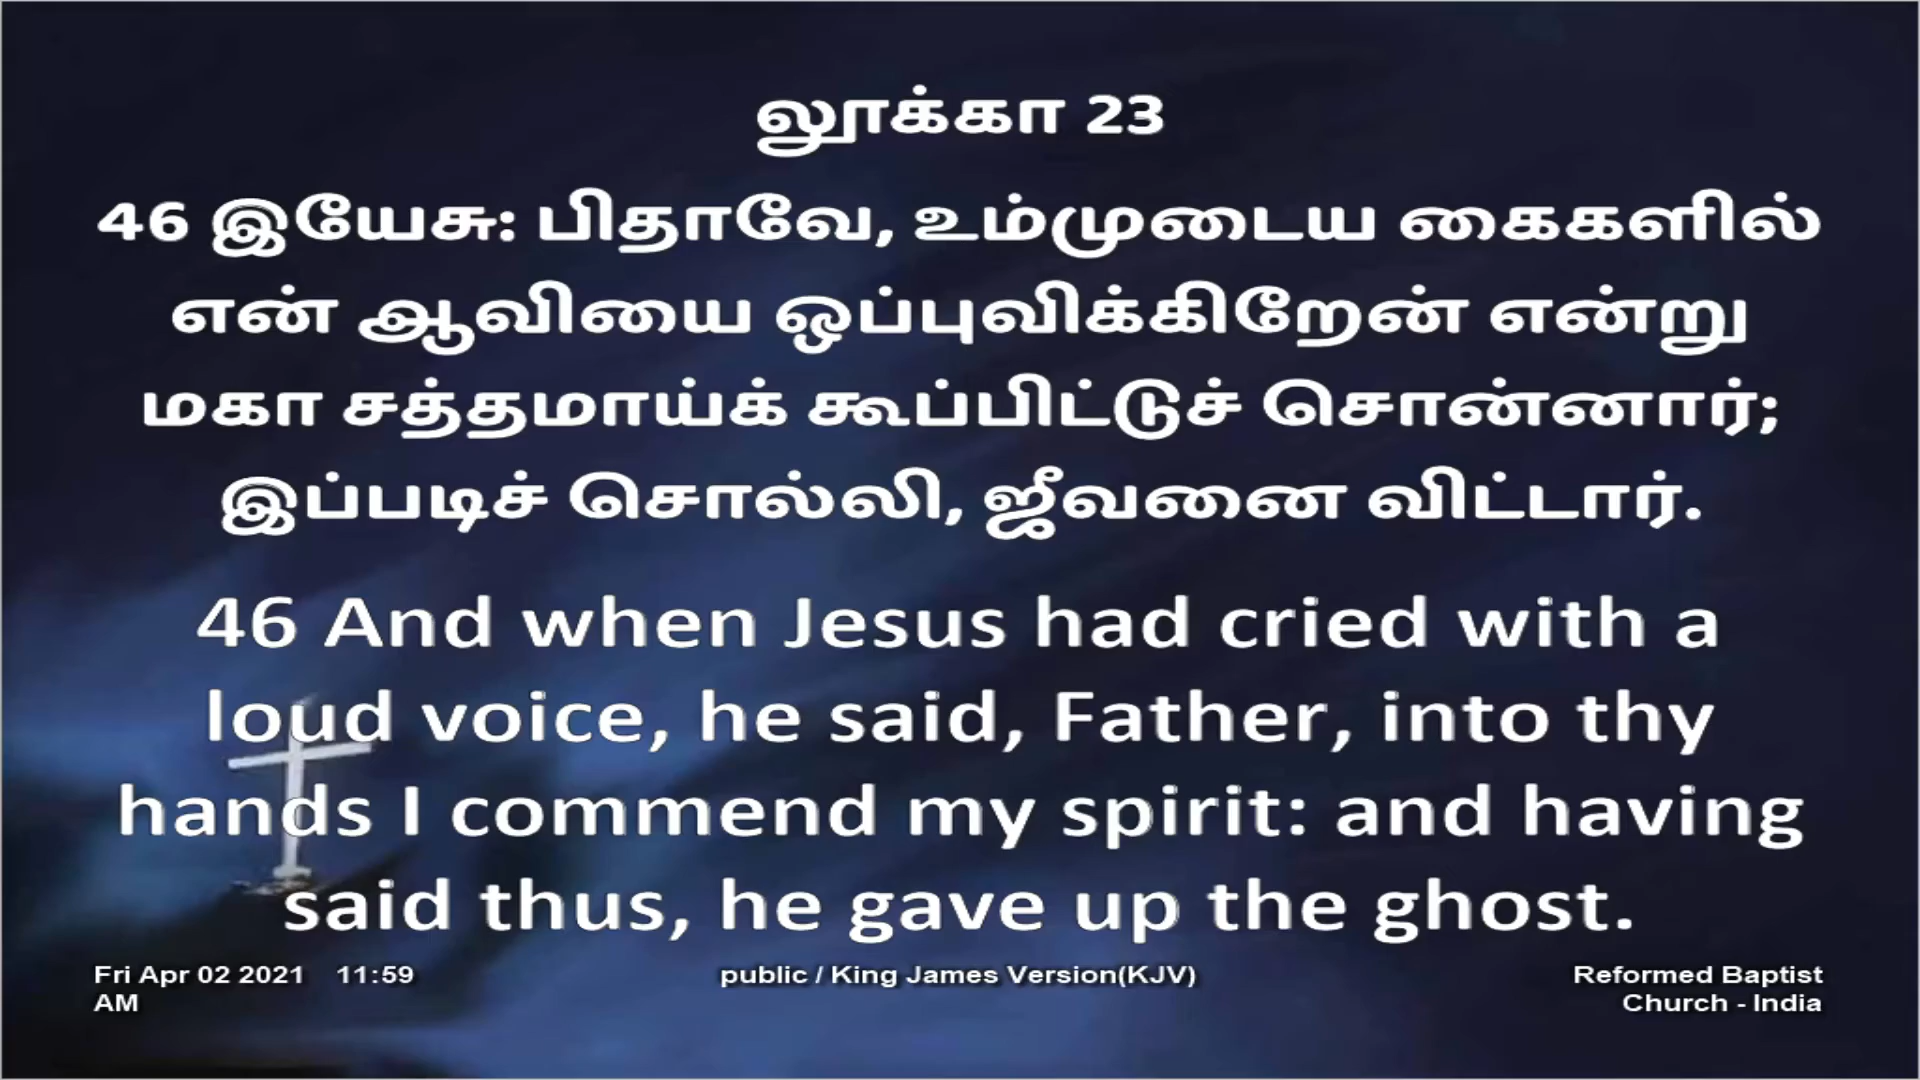 லூக்கா 23
46 இயேசு: பிதாவே, உம்முடைய கைகளில்
என் ஆவியை ஒப்புவிக்கிறேன் என்று
மகா சத்தமாய்க் கூப்பிட்டுச் சொன்னார்;
இப்படிச் சொல்லி, ஜீவனை விட்டார்.
46 And when Jesus had cried with a
loud voice, he said, Father, into thy
hands I commend my spirit: and having
said thus, he gave up the ghost.
Fri Apr 02 2021 11:59
AM
public / King James Version(KJV)
Reformed Baptist
Church - India